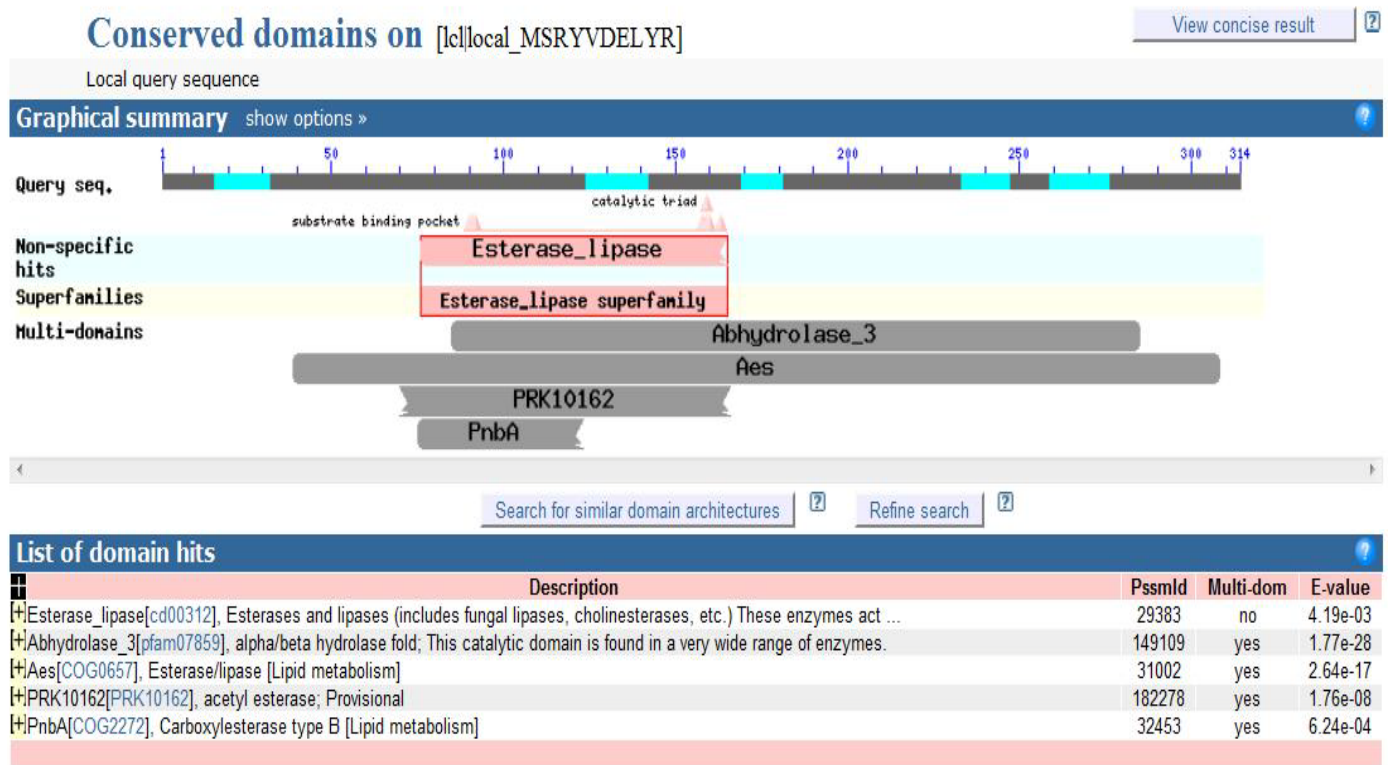 Conserved domains on [lcl|local_MSRYVDELYR]
View concise result ?
Local query sequence
Graphical summary show options » ?
1 50 100 150 200 250 300 314
Query seq.
catalytic triad
substrate binding pocket
Non-specific hits
Esterase_lipase
Superfamilies
Esterase_lipase superfamily
Multi-domains
Abhydrolase_3
Aes
PRK10162
PnbA
Search for similar domain architectures ? Refine search ?
List of domain hits ?
+ Description PssmId Multi-dom E-value
[+]Esterase_lipase[cd00312], Esterases and lipases (includes fungal lipases, cholinesterases, etc.) These enzymes act ... 29383 no 4.19e-03
[+]Abhydrolase_3[pfam07859], alpha/beta hydrolase fold; This catalytic domain is found in a very wide range of enzymes. 149109 yes 1.77e-28
[+]Aes[COG0657], Esterase/lipase [Lipid metabolism] 31002 yes 2.64e-17
[+]PRK10162[PRK10162], acetyl esterase; Provisional 182278 yes 1.76e-08
[+]PnbA[COG2272], Carboxylesterase type B [Lipid metabolism] 32453 yes 6.24e-04